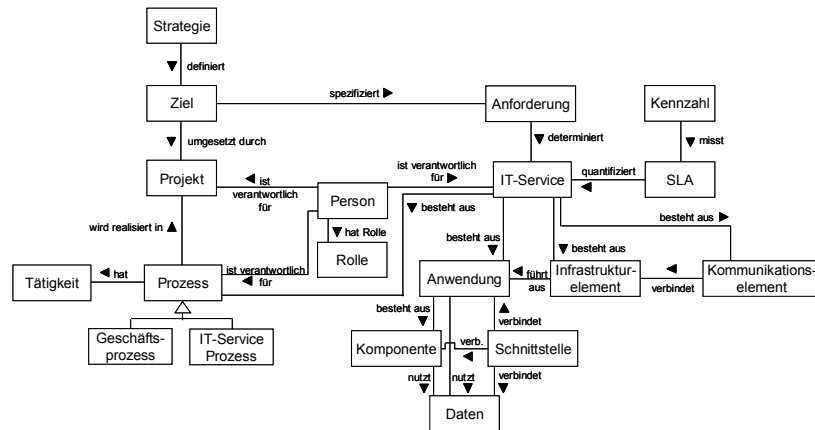 Strategie
definiert
Ziel
spezifiziert
Anforderung
Kennzahl
umgesetzt durch
determiniert
misst
Projekt
ist
verantwortlich
für
Person
ist verantwortlich
für
IT-Service
quantifiziert
SLA
wird realisiert in
hat Rolle
Rolle
besteht aus
besteht aus
besteht aus
besteht aus
Tätigkeit
hat
Prozess
ist verantwortlich
für
Anwendung
führt
aus
Infrastruktur-
element
verbindet
Kommunikations-
element
Geschäfts-
prozess
IT-Service
Prozess
besteht aus
verbindet
Komponente
verb.
Schnittstelle
nutzt
nutzt
verbindet
Daten